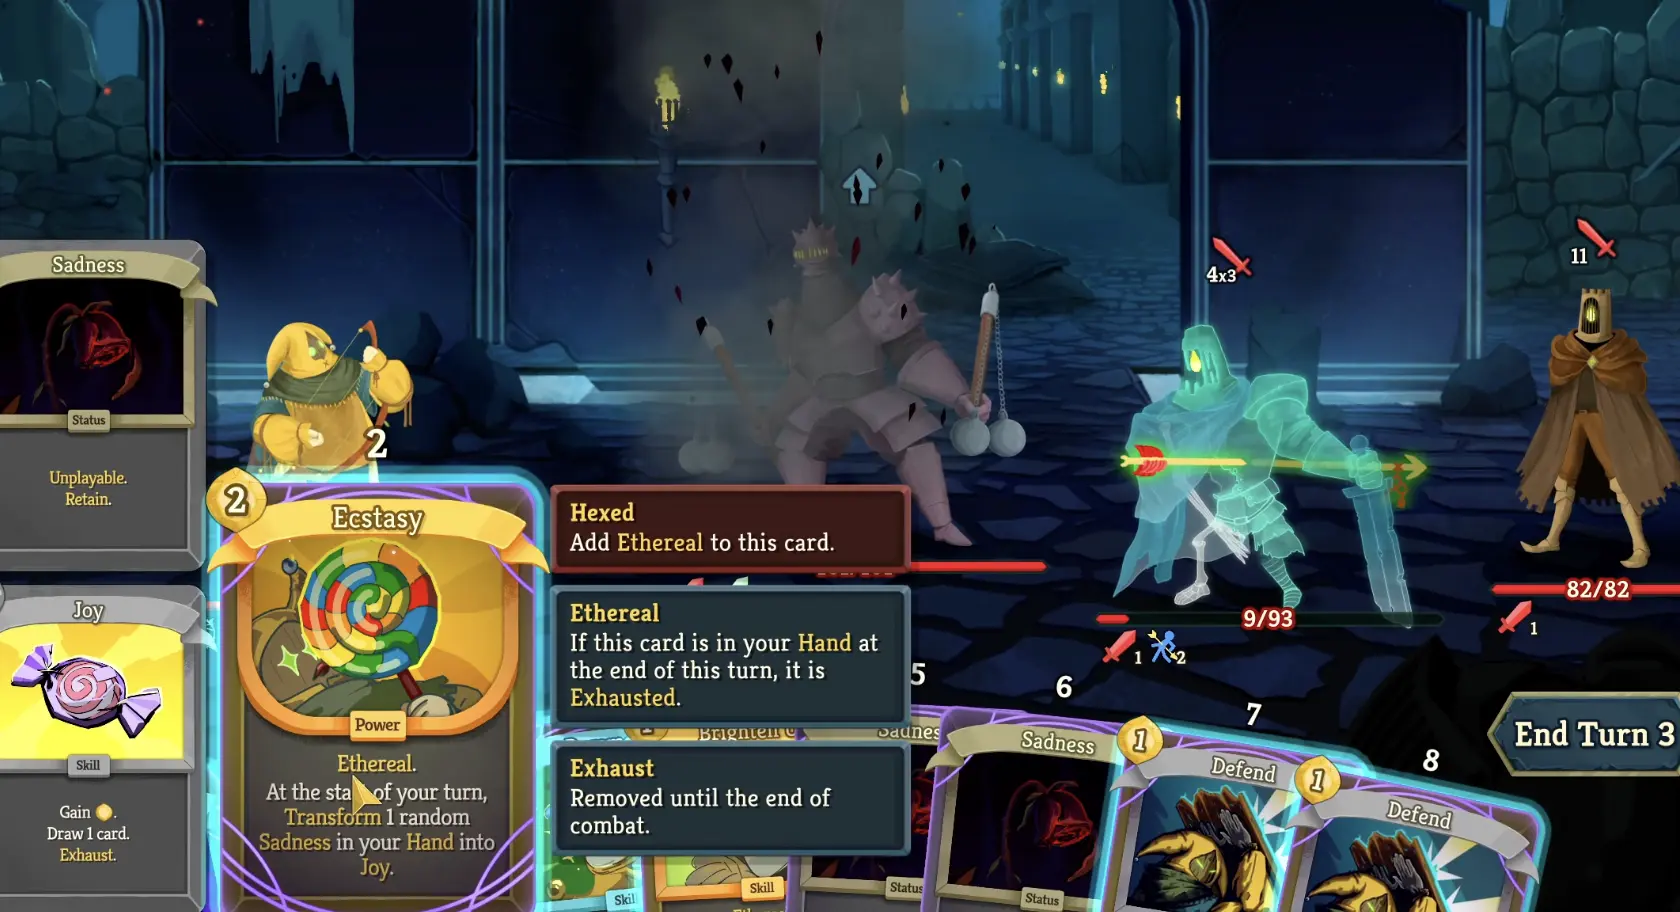 4x3
11
Sadness
Status
Unplayable.
Retain.
Joy
Skill
Gain
Draw 1 card.
Exhaust.
2
2
Ecstasy
Power
Ethereal.
At the start of your turn,
Transform 1 random
Sadness in your Hand into
Joy.
Hexed
Add Ethereal to this card.
Ethereal
If this card is in your Hand at
the end of this turn, it is
Exhausted.
Exhaust
Removed until the end of
combat.
9/93
1
2
82/82
1
5
6
7
8
Brighten
Skill
Status
Sadness
Status
1
Defend
1
Defend
End Turn 3